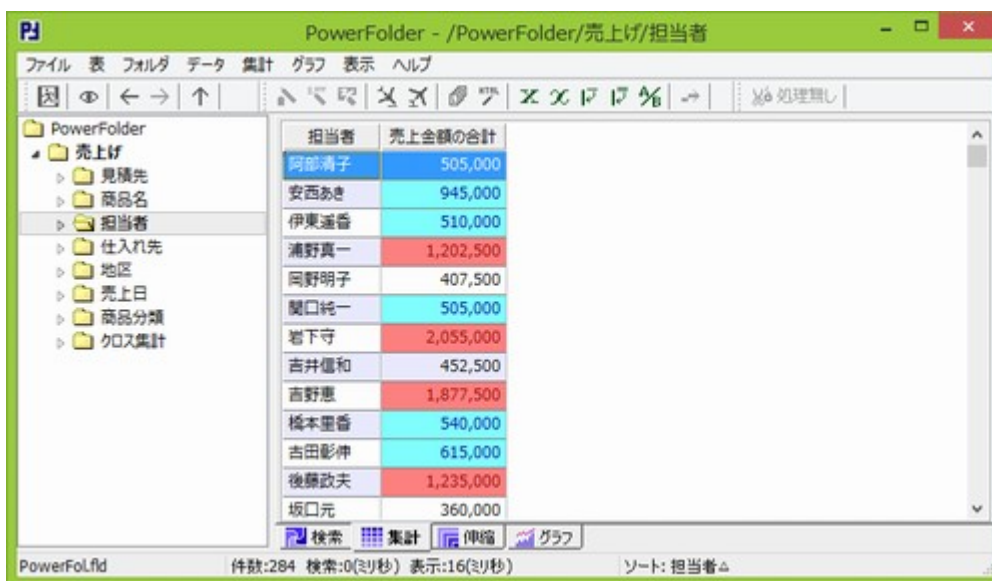 PowerFolder - /PowerFolder/売上げ/担当者
ファイル 表 フォルダ データ 集計 グラフ 表示 ヘルプ
処理無し
PowerFolder
売上げ
見積先
商品名
担当者
仕入れ先
地区
売上日
商品分類
クロス集計
担当者 売上金額の合計
阿部清子 505,000
安西あき 945,000
伊東遥香 510,000
浦野真一 1,202,500
岡野明子 407,500
関口純一 505,000
岩下守 2,055,000
吉井信和 452,500
吉野恵 1,877,500
橋本里香 540,000
古田彰伸 615,000
後藤政夫 1,235,000
坂口元 360,000
検索 集計 伸縮 グラフ
PowerFol.fld 件数:284 検索:0(ミリ秒) 表示:16(ミリ秒) ソート: 担当者△